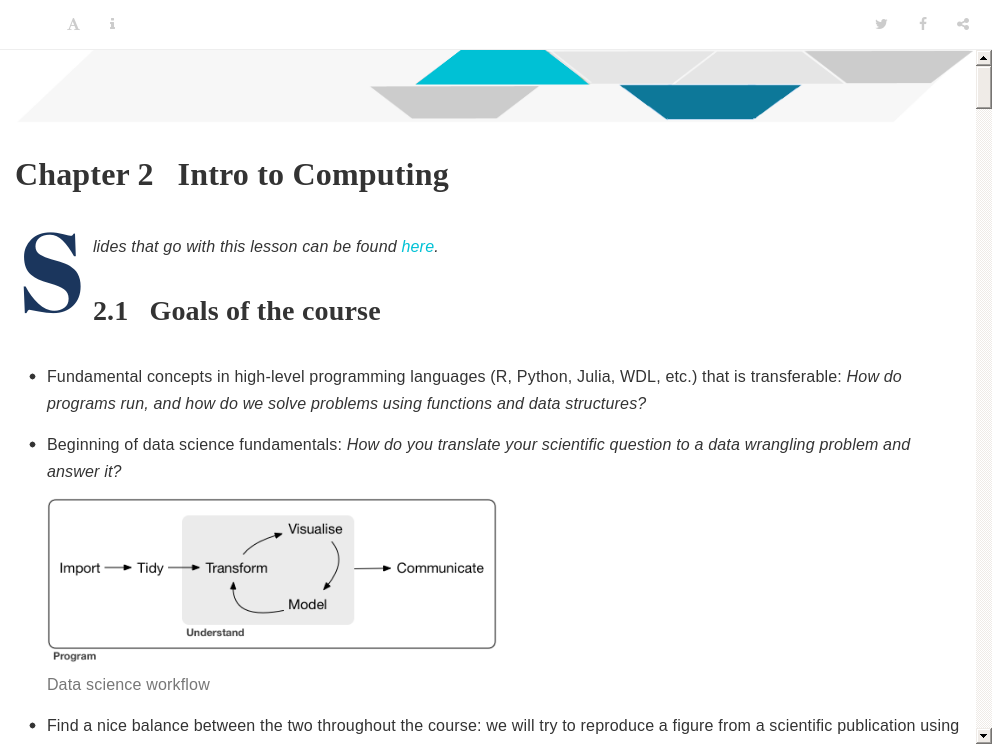 Chapter 2 Intro to Computing
Slides that go with this lesson can be found here.
2.1 Goals of the course
Fundamental concepts in high-level programming languages (R, Python, Julia, WDL, etc.) that is transferable: How do
programs run, and how do we solve problems using functions and data structures?
Beginning of data science fundamentals: How do you translate your scientific question to a data wrangling problem and
answer it?
Visualise
Import
Tidy
Transform
Communicate
Model
Understand
Program
Data science workflow
Find a nice balance between the two throughout the course: we will try to reproduce a figure from a scientific publication using